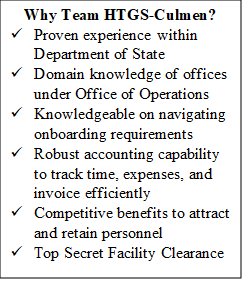 Why Team HTGS-Culmen?
✓ Proven experience within
Department of State
✓ Domain knowledge of offices
under Office of Operations
✓ Knowledgeable on navigating
onboarding requirements
✓ Robust accounting capability
to track time, expenses, and
invoice efficiently
✓ Competitive benefits to attract
and retain personnel
✓ Top Secret Facility Clearance